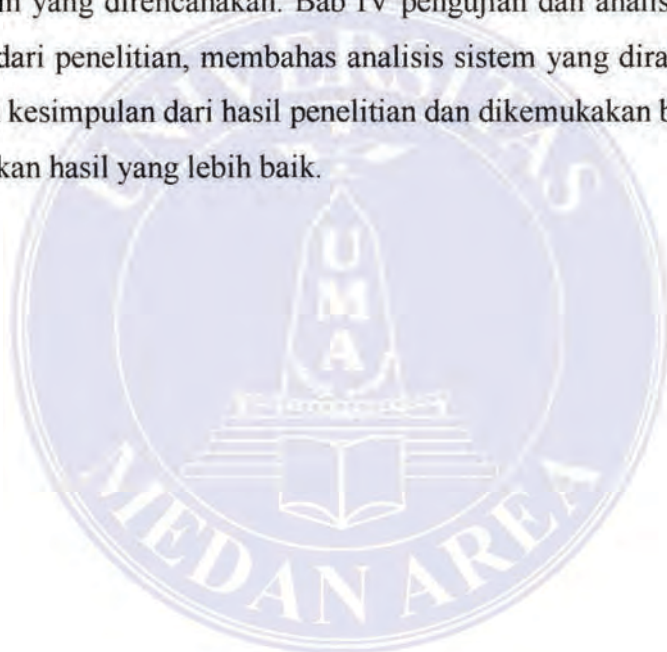 m yang direncanakan. Bab IV pengujian dan analis
dari penelitian, membahas analisis sistem yang dira
kesimpulan dari hasil penelitian dan dikemukakan b
kan hasil yang lebih baik.
UNIVERSITAS
U
M
A
MEDAN AREA